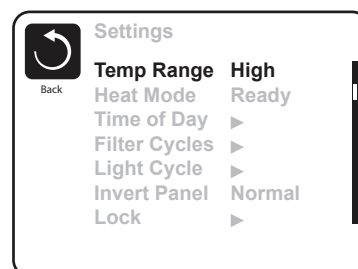 Settings
Back
Temp Range High
Heat Mode Ready
Time of Day
Filter Cycles
Light Cycle
Invert Panel Normal
Lock